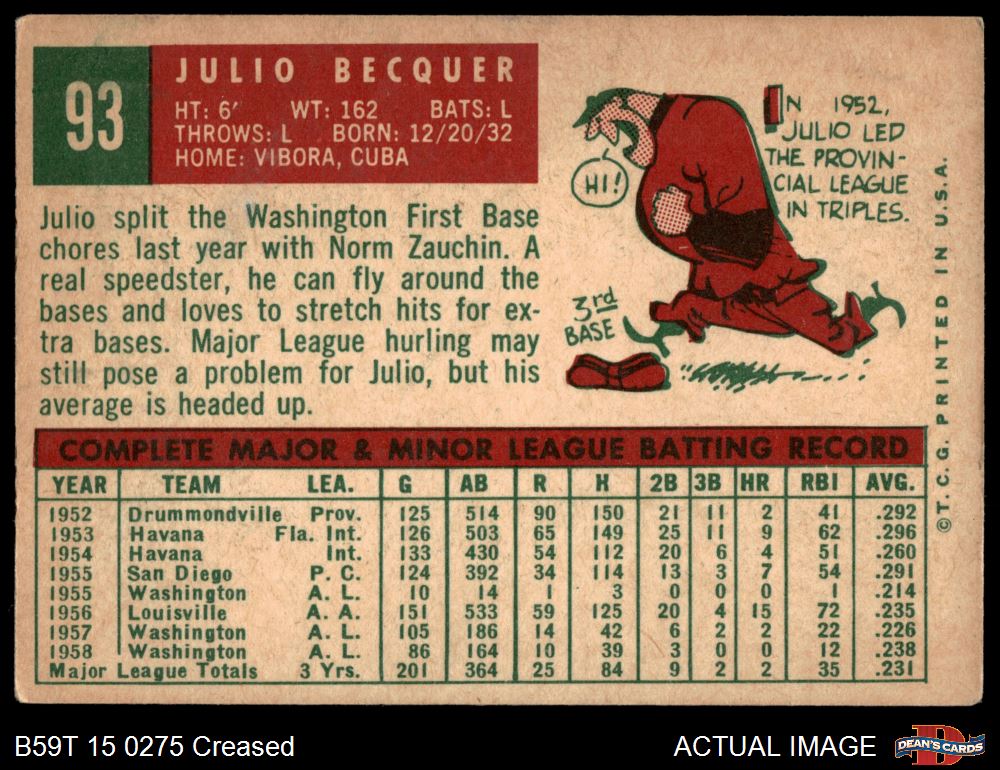 93
JULIO BECQUER
HT: 6' WT: 162 BATS: L
THROWS: L BORN: 12/20/32
HOME: VIBORA, CUBA
Julio split the Washington First Base
chores last year with Norm Zauchin. A
real speedster, he can fly around the
bases and loves to stretch hits for ex-
tra bases. Major League hurling may
still pose a problem for Julio, but his
average is headed up.
HI!
3rd
BASE
IN 1952,
JULIO LED
THE PROVIN-
CIAL LEAGUE
IN TRIPLES.
COMPLETE MAJOR & MINOR LEAGUE BATTING RECORD
YEAR TEAM LEA. G AB R H 2B 3B HR RBI AVG.
1952 Drummondville Prov. 125 514 90 150 21 11 2 41 .292
1953 Havana Fla. Int. 126 503 65 149 25 11 9 62 .296
1954 Havana Int. 133 430 54 112 20 6 4 51 .260
1955 San Diego P. C. 124 392 34 114 13 3 7 54 .291
1955 Washington A. L. 10 14 1 3 0 0 0 1 .214
1956 Louisville A. A. 151 533 59 125 20 4 15 72 .235
1957 Washington A. L. 105 186 14 42 6 2 2 22 .226
1958 Washington A. L. 86 164 10 39 3 0 0 12 .238
Major League Totals 3 Yrs. 201 364 25 84 9 2 2 35 .231
©T. C. G. PRINTED IN U.S.A.
B59T 15 0275 Creased
ACTUAL IMAGE
DEAN'S CARDS